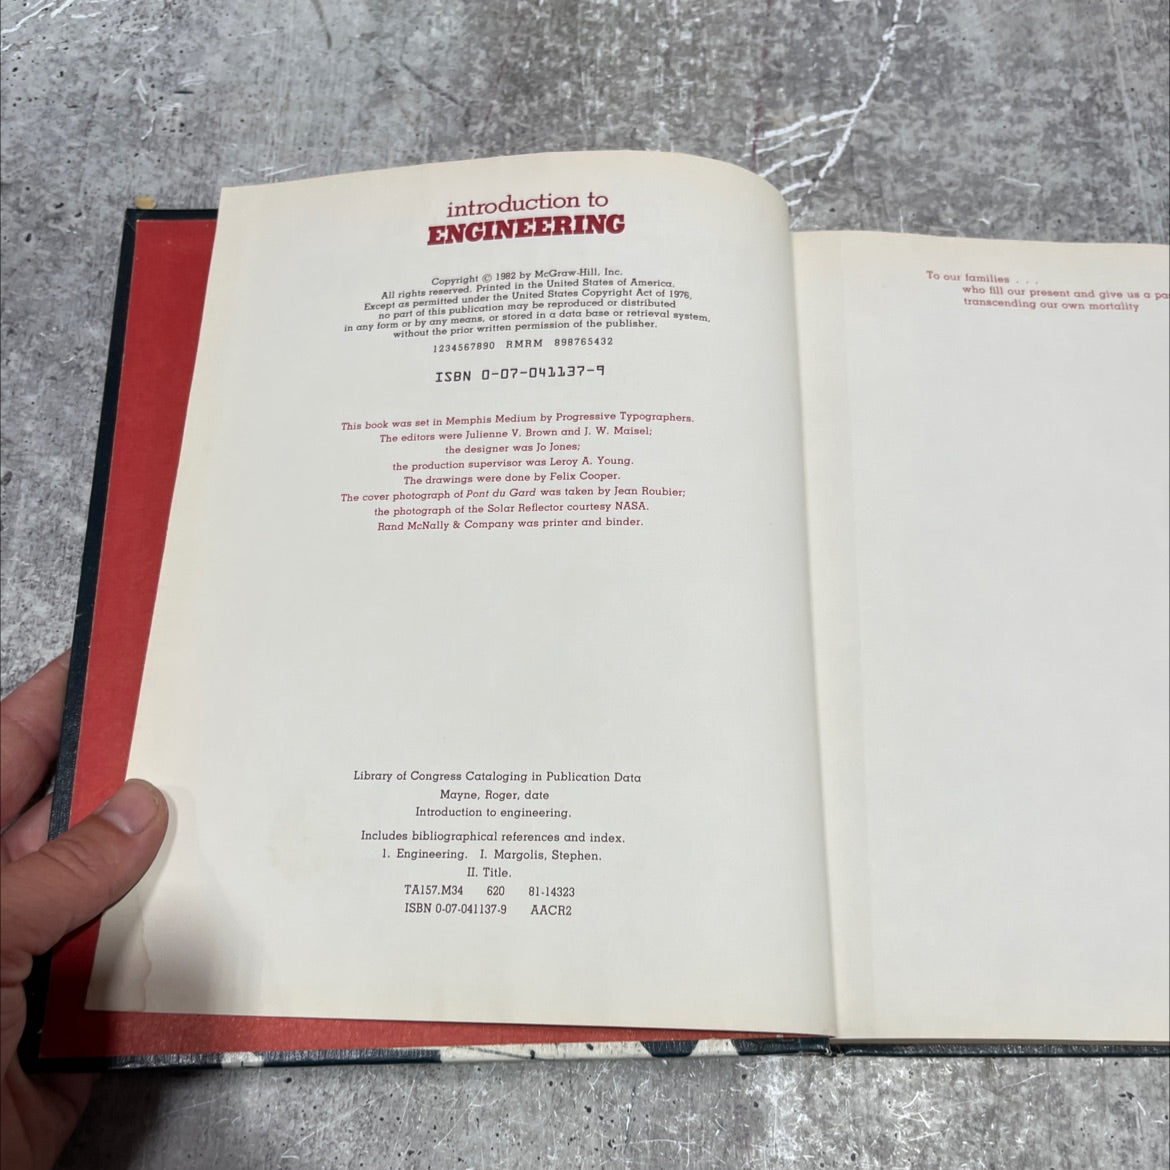 introduction to
ENGINEERING
Copyright © 1982 by McGraw-Hill, Inc.
All rights reserved. Printed in the United States of America.
Except as permitted under the United States Copyright Act of 1976,
no part of this publication may be reproduced or distributed
in any form or by any means, or stored in a data base or retrieval system,
without the prior written permission of the publisher.
1234567890 RMRM 898765432
ISBN 0-07-041137-9
This book was set in Memphis Medium by Progressive Typographers.
The editors were Julienne V. Brown and J. W. Maisel;
the designer was Jo Jones;
the production supervisor was Leroy A. Young.
The drawings were done by Felix Cooper.
The cover photograph of Pont du Gard was taken by Jean Roubier;
the photograph of the Solar Reflector courtesy NASA.
Rand McNally & Company was printer and binder.
Library of Congress Cataloging in Publication Data
Mayne, Roger, date
Introduction to engineering.
Includes bibliographical references and index.
1. Engineering. I. Margolis, Stephen.
II. Title.
TA157.M34 620 81-14323
ISBN 0-07-041137-9 AACR2
To our families . . .
who fill our present and give us a
transcending our own mortality